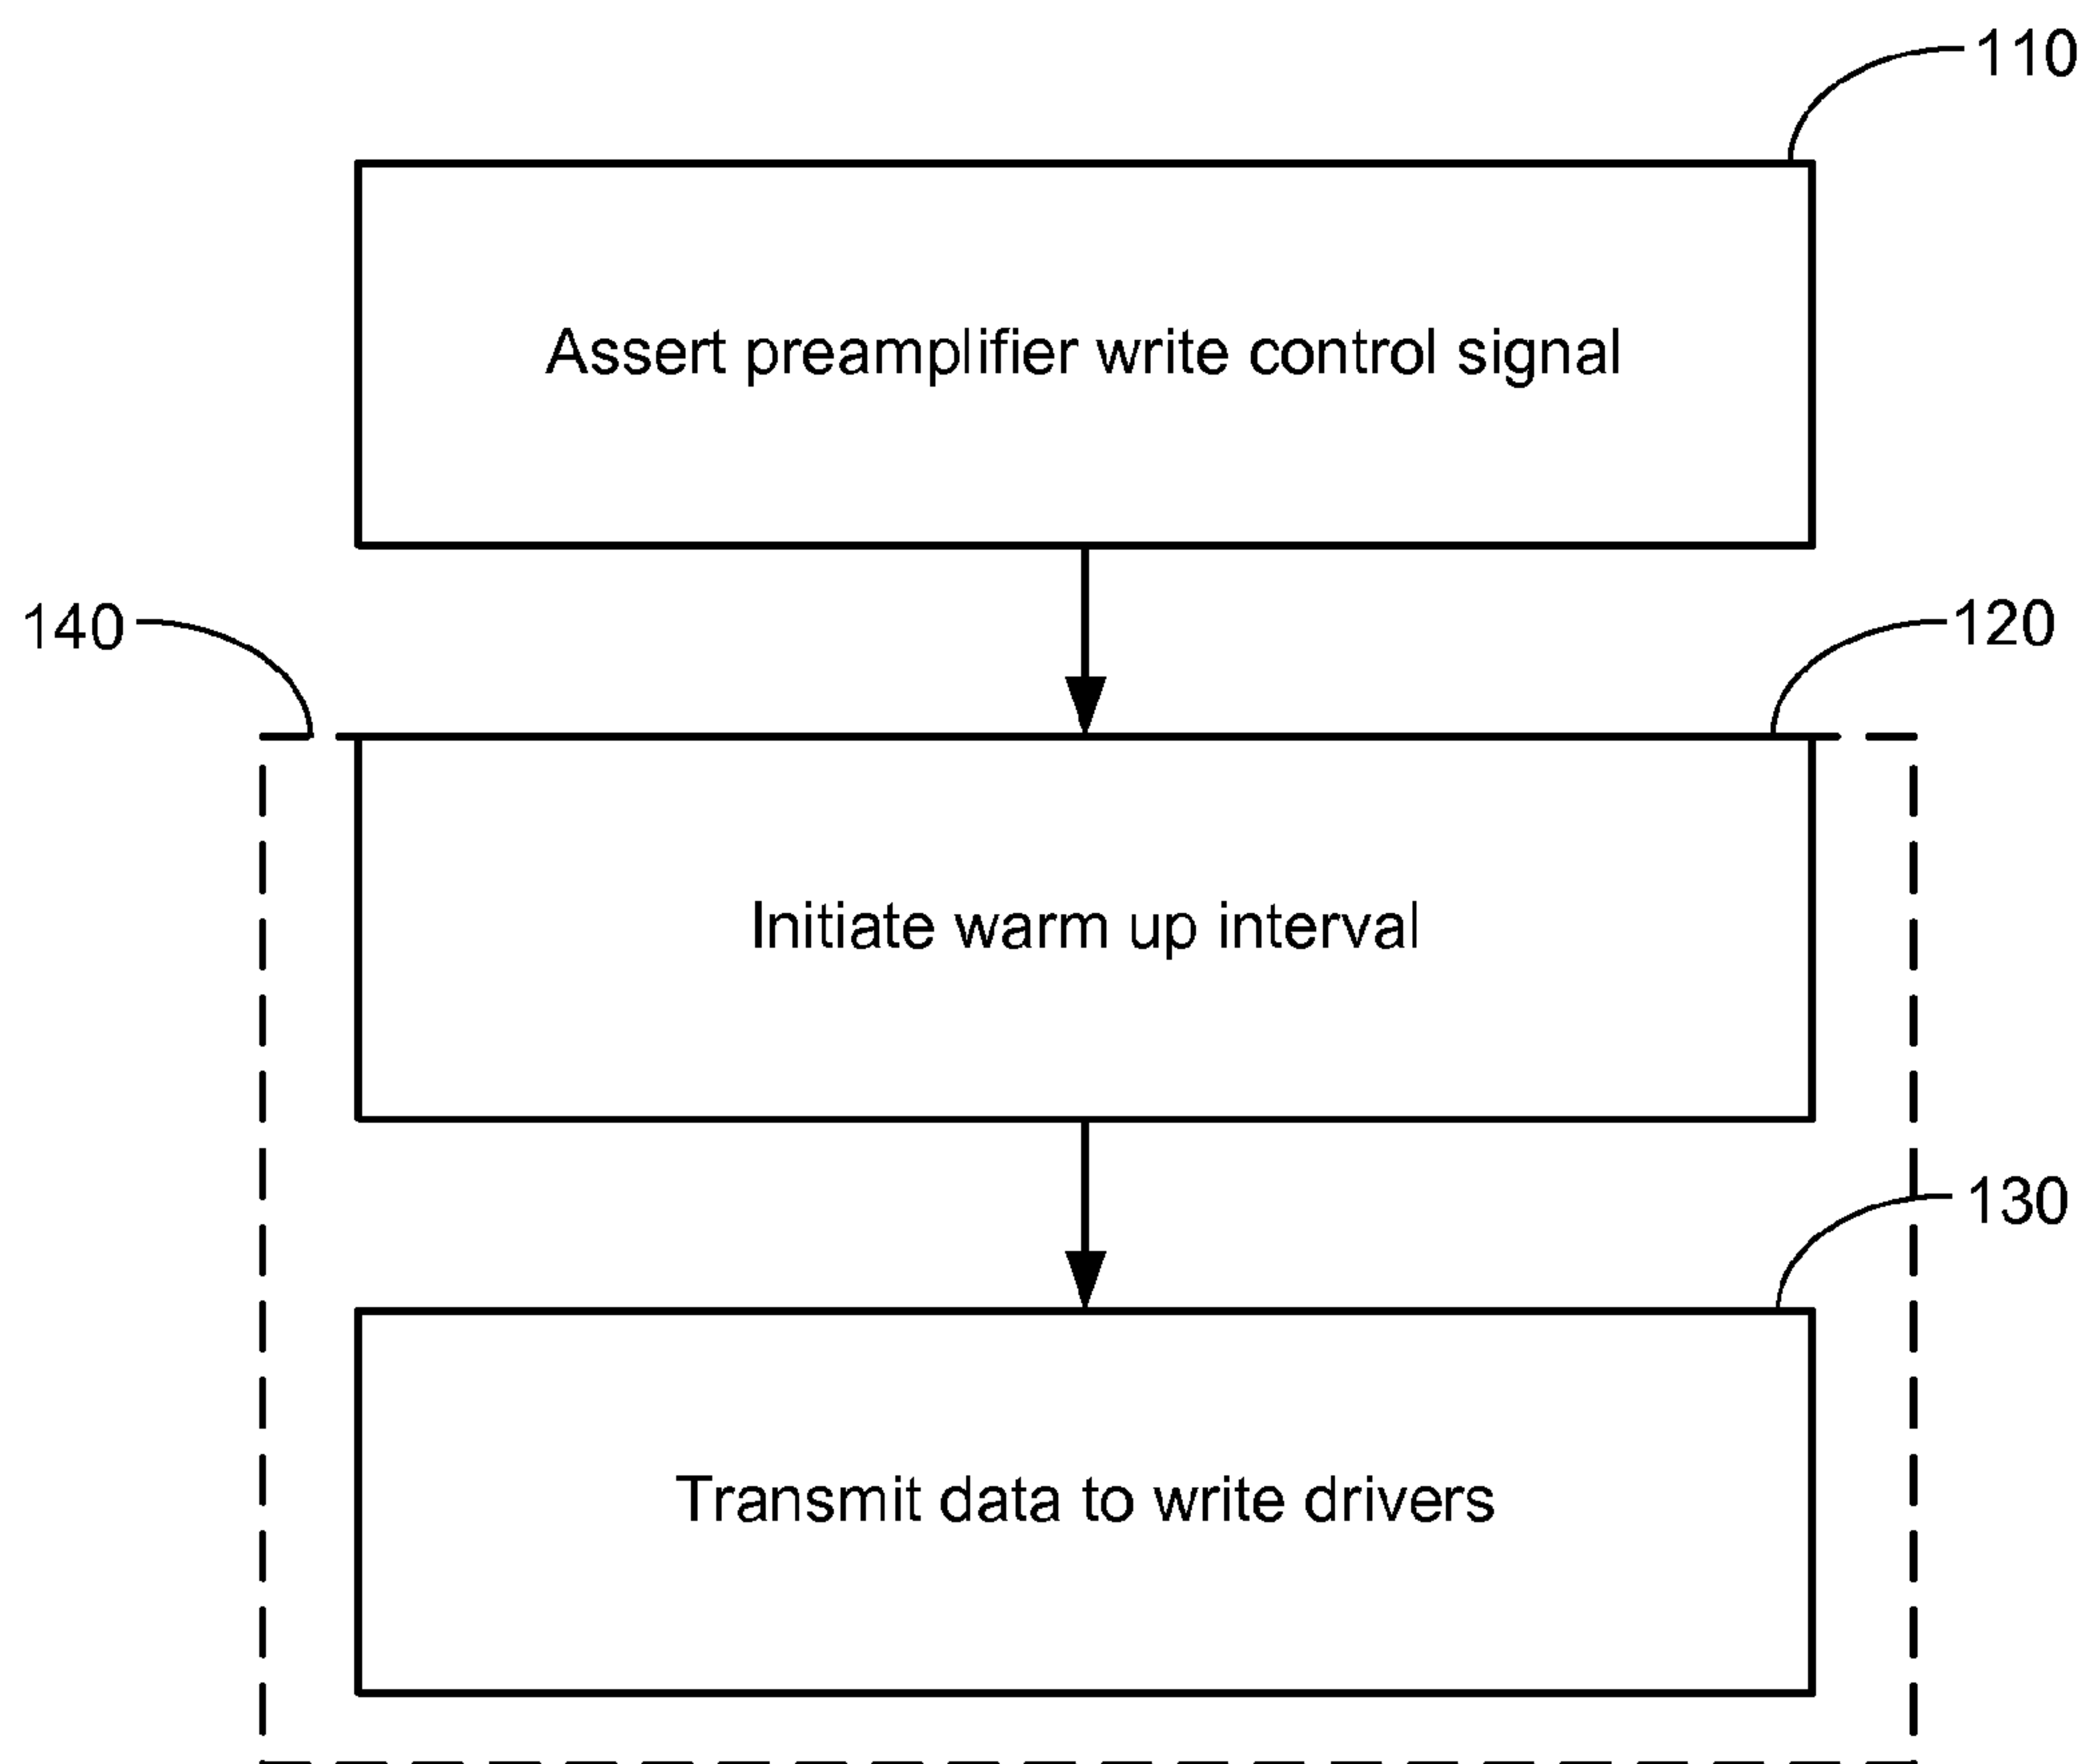 110
Assert preamplifier write control signal
140
120
Initiate warm up interval
130
Transmit data to write drivers